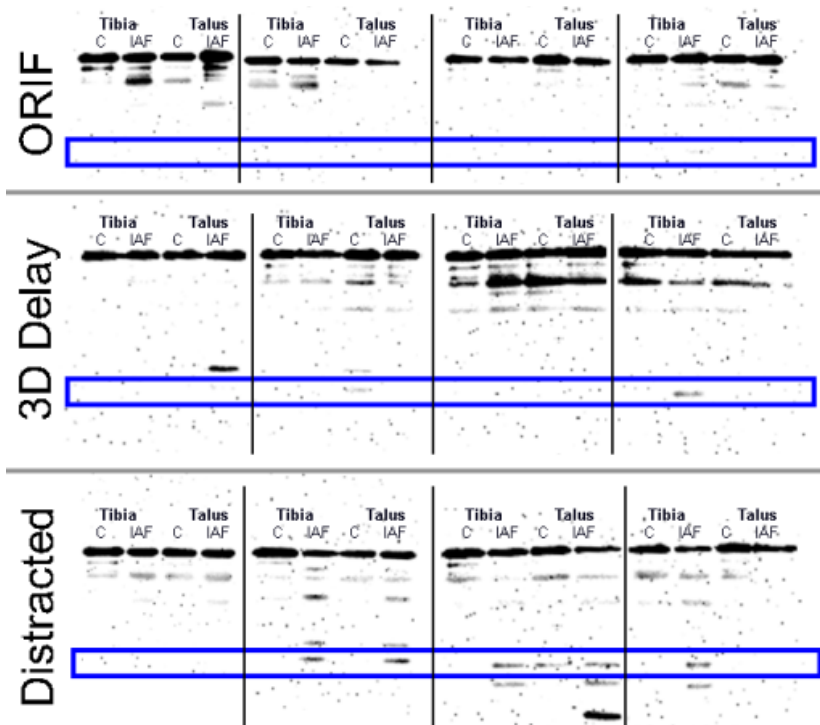 ORIF
Tibia Talus Tibia Talus Tibia Talus Tibia Talus
C IAF C IAF C IAF C IAF C IAF C IAF C IAF C IAF
3D Delay
Tibia Talus Tibia Talus Tibia Talus Tibia Talus
C IAF C IAF C IAF C IAF C IAF C IAF C IAF C IAF
Distracted
Tibia Talus Tibia Talus Tibia Talus Tibia Talus
C IAF C IAF C IAF C IAF C IAF C IAF C IAF C IAF